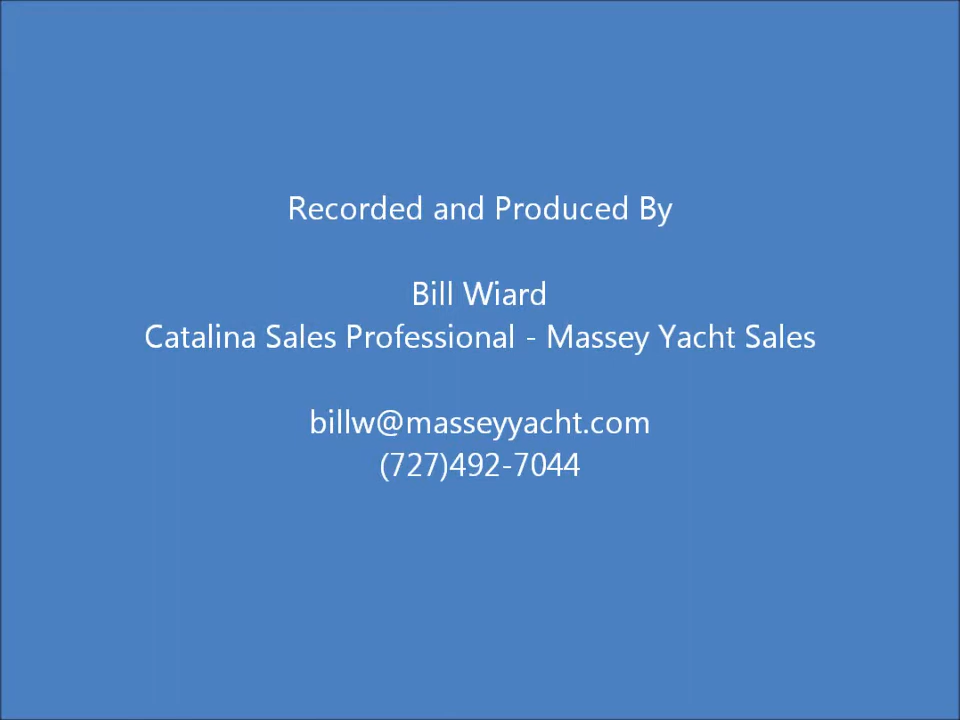 Recorded and Produced By
Bill Wiard
Catalina Sales Professional - Massey Yacht Sales
billw@masseyyacht.com
(727)492-7044